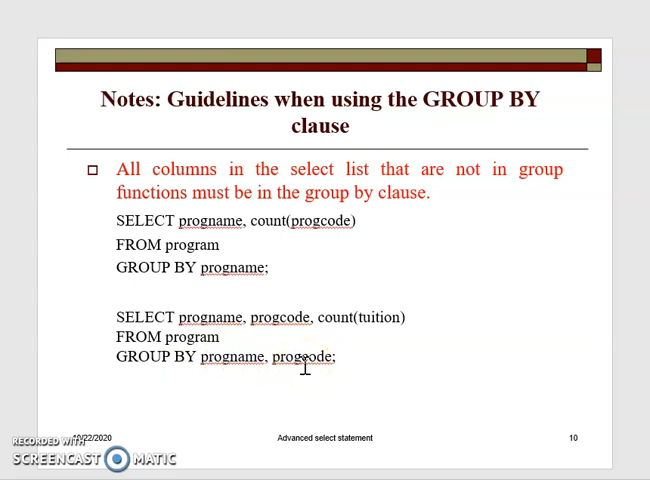 Notes: Guidelines when using the GROUP BY
clause
All columns in the select list that are not in group
functions must be in the group by clause.
SELECT progname, count(progcode)
FROM program
GROUP BY progname;
SELECT progname, progcode, count(tuition)
FROM program
GROUP BY progname, progcode;
/22/2020
Advanced select statement
10
RECORDED WITH
SCREENCAST MATIC